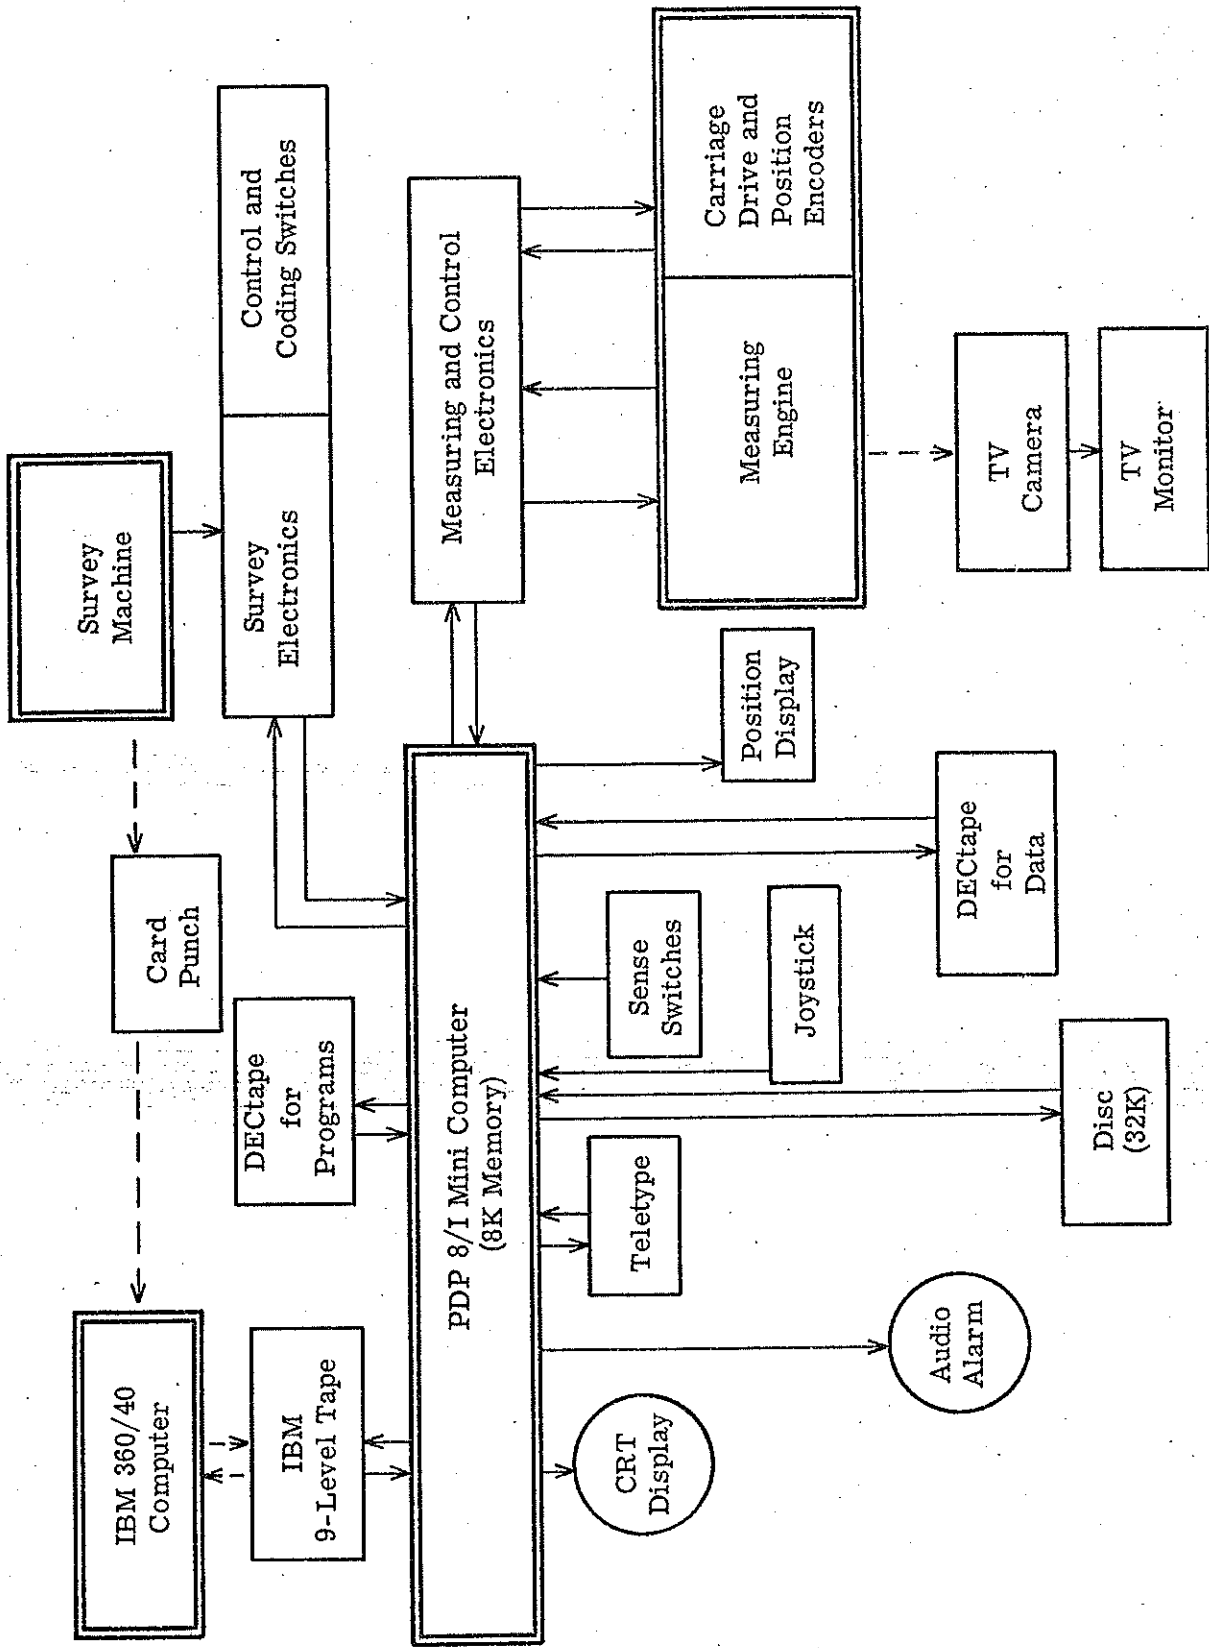 IBM 360/40
Computer
Card
Punch
Survey
Machine
IBM
9-Level Tape
DECtape
for
Programs
Survey
Electronics
Control and
Coding Switches
PDP 8/I Mini Computer
(8K Memory)
Measuring and Control
Electronics
CRT
Display
Teletype
Sense
Switches
Position
Display
Measuring
Engine
Carriage
Drive and
Position
Encoders
Joystick
Audio
Alarm
DECtape
for
Data
TV
Camera
Disc
(32K)
TV
Monitor